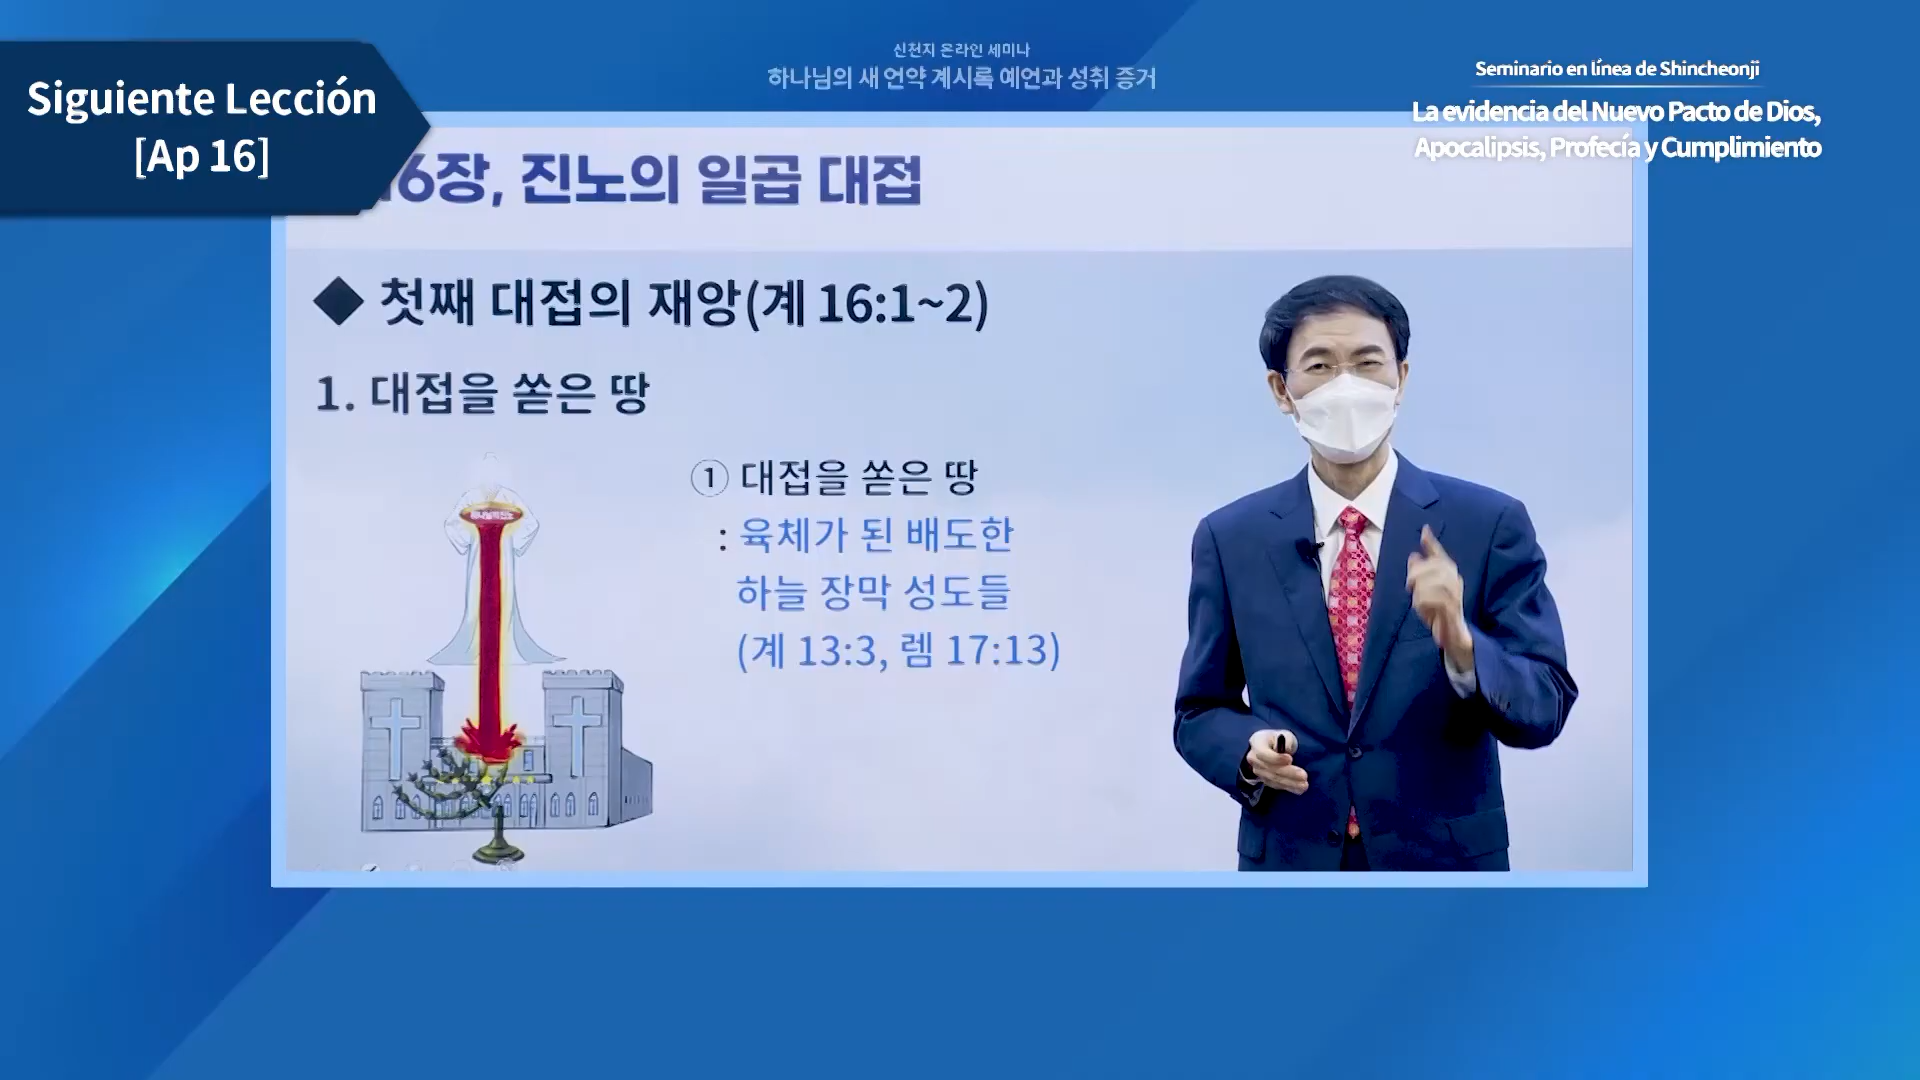 Siguiente Lección
[Ap 16]
신천지 온라인 세미나
하나님의 새 언약 계시록 예언과 성취 증거
Seminario en línea de Shincheonji
La evidencia del Nuevo Pacto de Dios,
Apocalipsis, Profecía y Cumplimiento
16장, 진노의 일곱 대접
◆ 첫째 대접의 재앙(계 16:1~2)
1. 대접을 쏟은 땅
① 대접을 쏟은 땅
: 육체가 된 배도한
하늘 장막 성도들
(계 13:3, 렘 17:13)